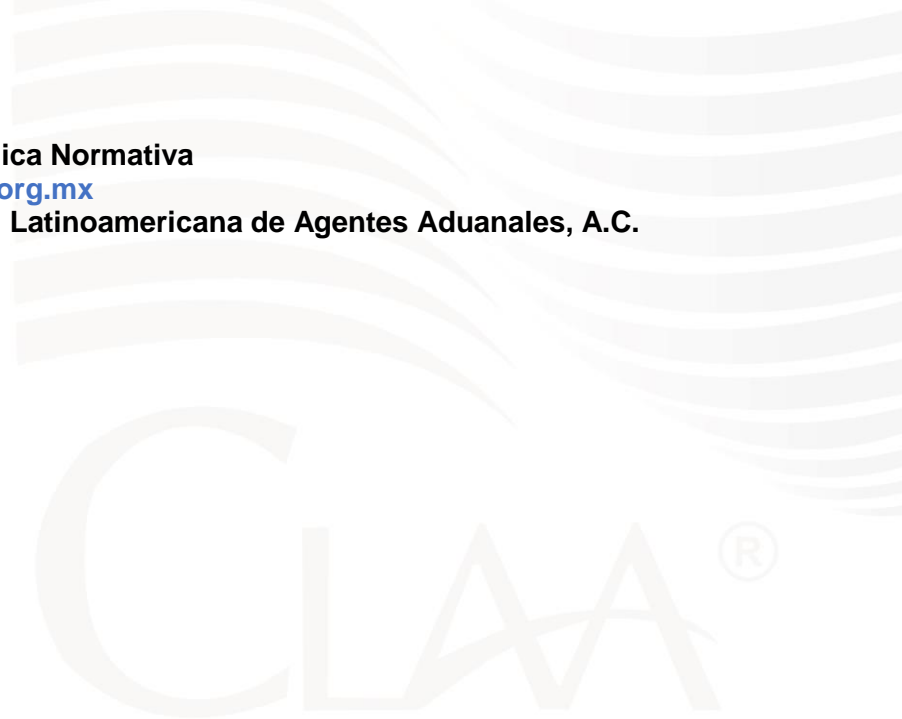 ica Normativa
org.mx
Latinoamericana de Agentes Aduanales, A.C.
CLAA®